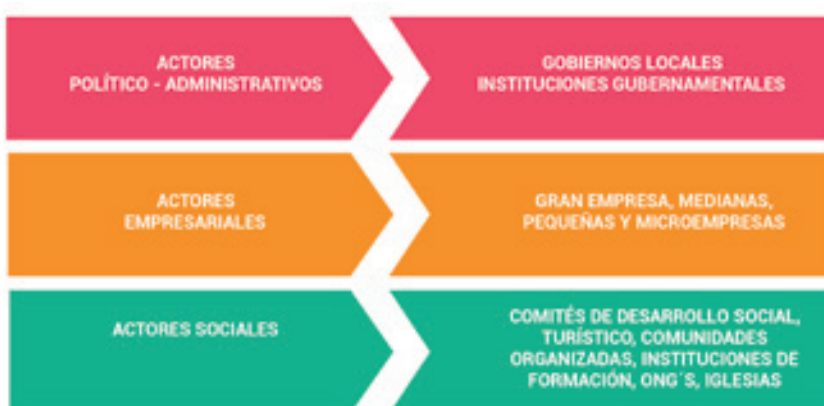 ACTORES
POLÍTICO - ADMINISTRATIVOS
GOBIERNOS LOCALES
INSTITUCIONES GUBERNAMENTALES
ACTORES
EMPRESARIALES
GRAN EMPRESA, MEDIANAS,
PEQUEÑAS Y MICROEMPRESAS
ACTORES SOCIALES
COMITÉS DE DESARROLLO SOCIAL,
TURÍSTICO, COMUNIDADES
ORGANIZADAS, INSTITUCIONES DE
FORMACIÓN, ONG´S, IGLESIAS